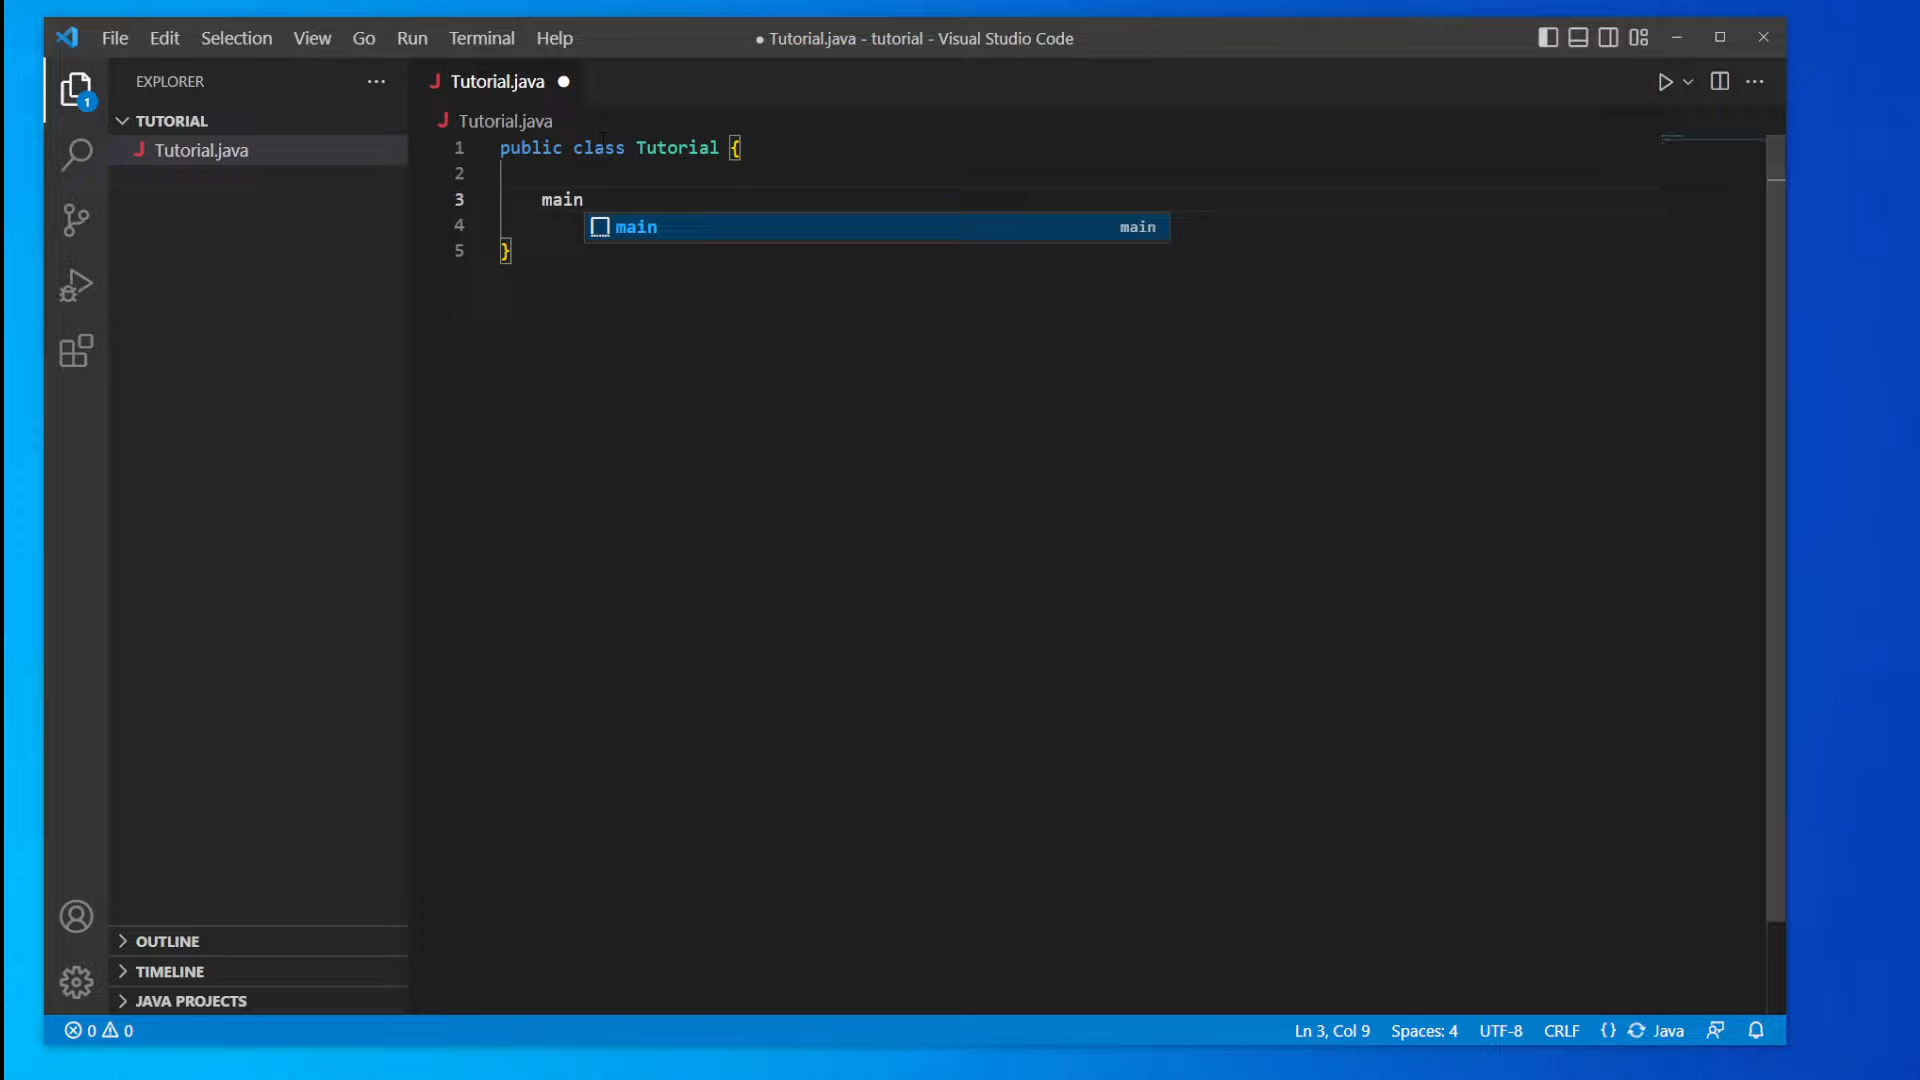 File Edit Selection View Go Run Terminal Help
● Tutorial.java - tutorial - Visual Studio Code
1
EXPLORER
TUTORIAL
J Tutorial.java
OUTLINE
TIMELINE
JAVA PROJECTS
J Tutorial.java ●
J Tutorial.java
1 public class Tutorial {
2
3 main
main main
4
5 }
0 0
Ln 3, Col 9 Spaces: 4 UTF-8 CRLF {} Java